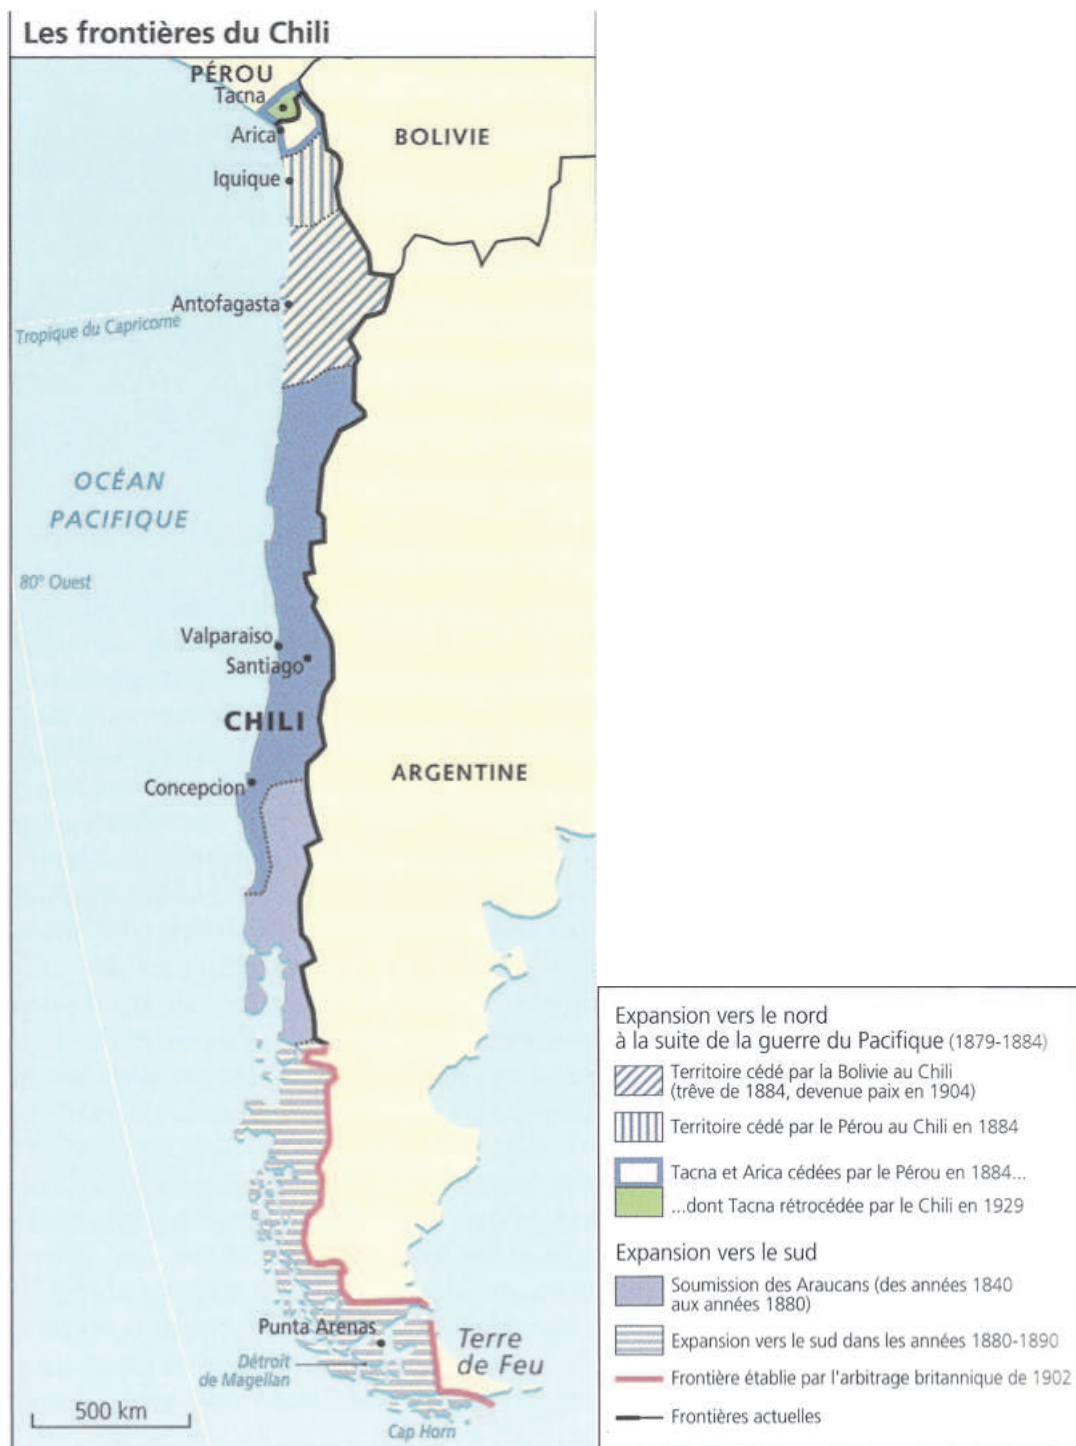 Les frontières du Chili
PÉROU
Tacna
Arica
BOLIVIE
Iquique
Antofagasta
Tropique du Capricorne
OCÉAN
PACIFIQUE
80° Ouest
Valparaiso
Santiago
CHILI
ARGENTINE
Concepcion
Punta Arenas
Terre
de Feu
Détroit
de Magellan
500 km
Cap Horn
Expansion vers le nord
à la suite de la guerre du Pacifique (1879-1884)
Territoire cédé par la Bolivie au Chili
(trêve de 1884, devenue paix en 1904)
Territoire cédé par le Pérou au Chili en 1884
Tacna et Arica cédées par le Pérou en 1884...
...dont Tacna rétrocédée par le Chili en 1929
Expansion vers le sud
Soumission des Araucans (des années 1840
aux années 1880)
Expansion vers le sud dans les années 1880-1890
Frontière établie par l'arbitrage britannique de 1902
Frontières actuelles